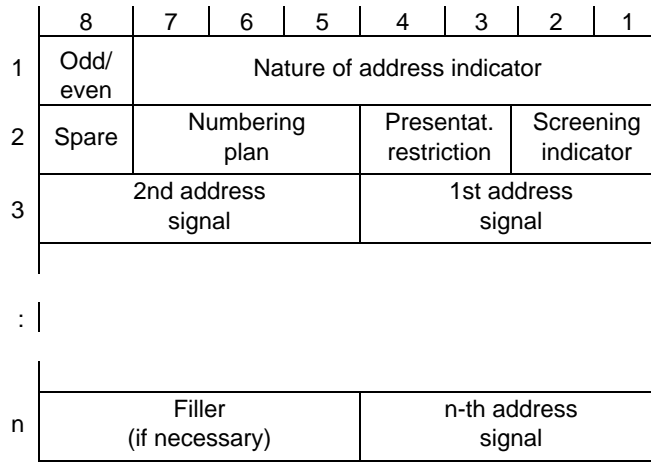 8 7 6 5 4 3 2 1
1 Odd/ even Nature of address indicator
2 Spare Numbering plan Presentat. restriction Screening indicator
3 2nd address signal 1st address signal
:
n Filler (if necessary) n-th address signal